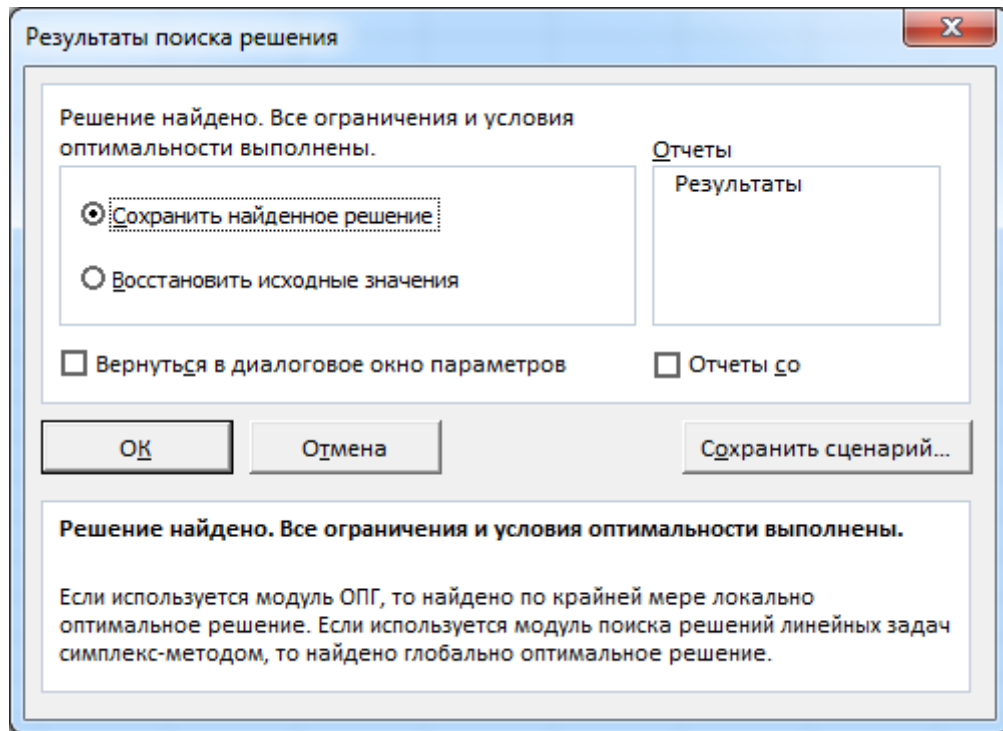 Результаты поиска решения
Решение найдено. Все ограничения и условия
оптимальности выполнены.
Отчеты
Результаты
Сохранить найденное решение
Восстановить исходные значения
Вернуться в диалоговое окно параметров
Отчеты со
ОК
Отмена
Сохранить сценарий...
Решение найдено. Все ограничения и условия оптимальности выполнены.
Если используется модуль ОПГ, то найдено по крайней мере локально
оптимальное решение. Если используется модуль поиска решений линейных задач
симплекс-методом, то найдено глобально оптимальное решение.